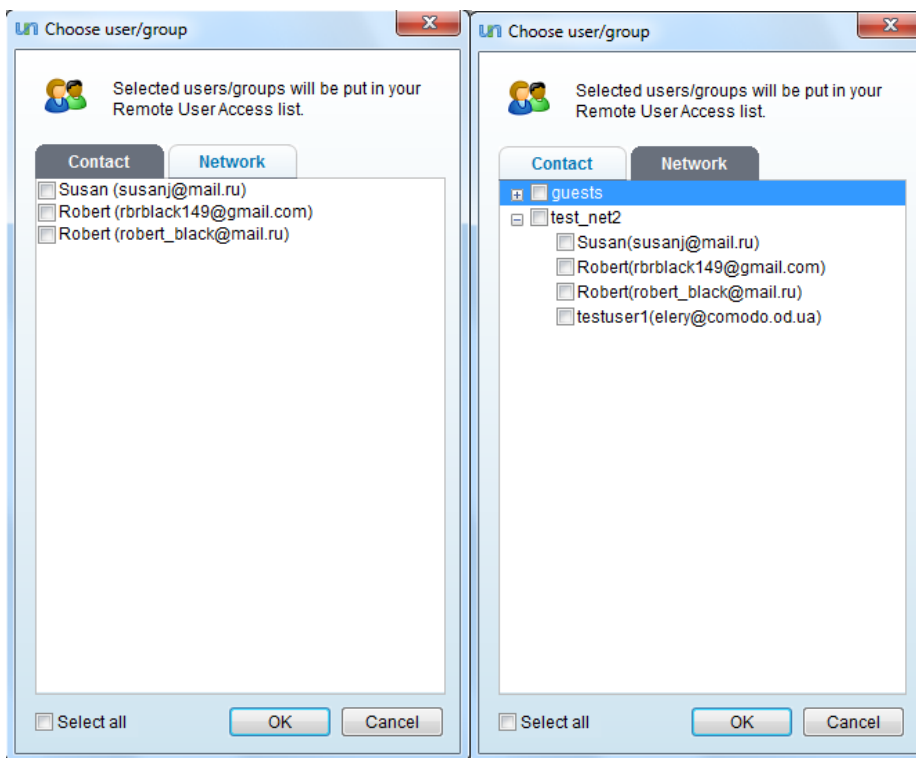 un Choose user/group
Selected users/groups will be put in your
Remote User Access list.
Contact Network
Susan (susanj@mail.ru)
Robert (rbrblack149@gmail.com)
Robert (robert_black@mail.ru)
Select all OK Cancel
un Choose user/group
Selected users/groups will be put in your
Remote User Access list.
Contact Network
guests
test_net2
Susan(susanj@mail.ru)
Robert(rbrblack149@gmail.com)
Robert(robert_black@mail.ru)
testuser1(elery@comodo.od.ua)
Select all OK Cancel